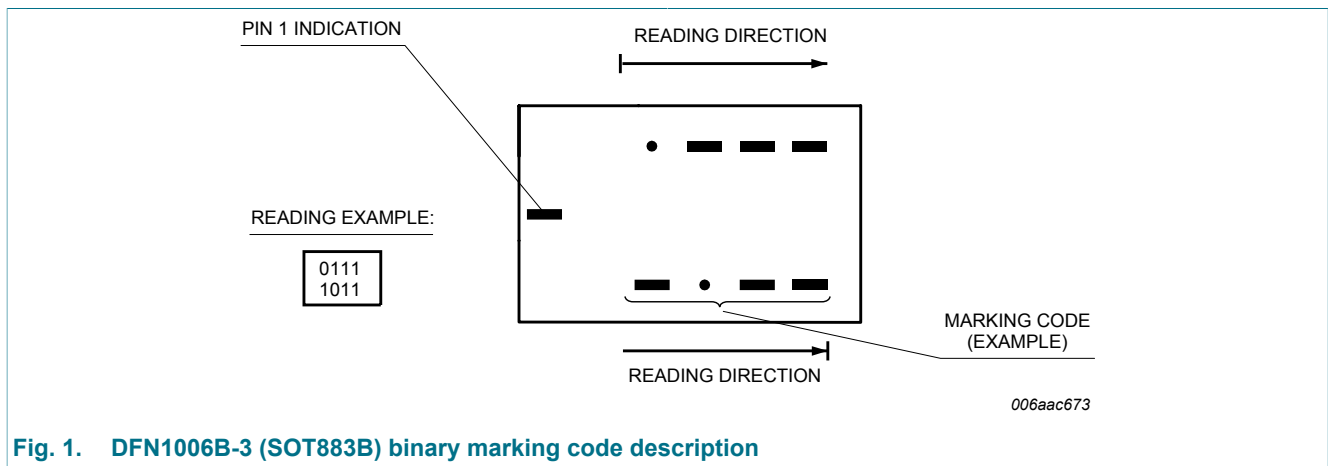 PIN 1 INDICATION
READING DIRECTION
READING EXAMPLE:
0111
1011
MARKING CODE
(EXAMPLE)
READING DIRECTION
006aac673
Fig. 1. DFN1006B-3 (SOT883B) binary marking code description